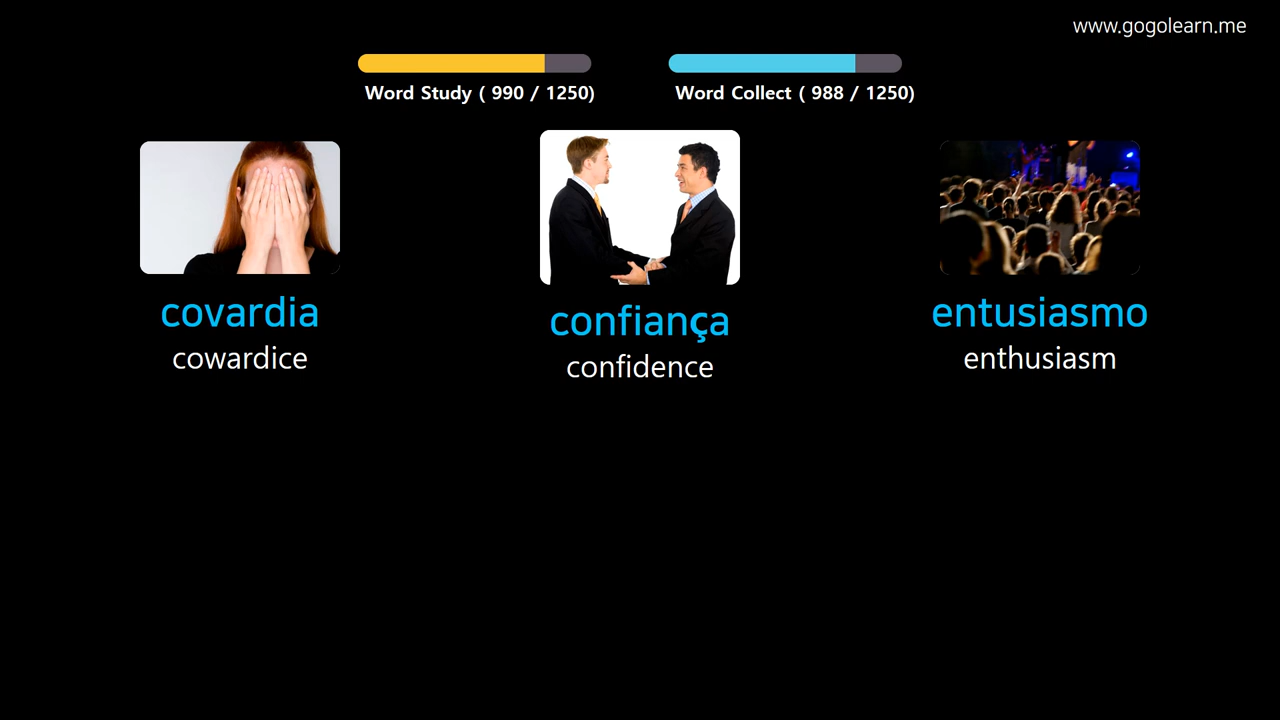 www.gogolearn.me
Word Study ( 990 / 1250)
Word Collect ( 988 / 1250)
covardia
cowardice
confiança
confidence
entusiasmo
enthusiasm